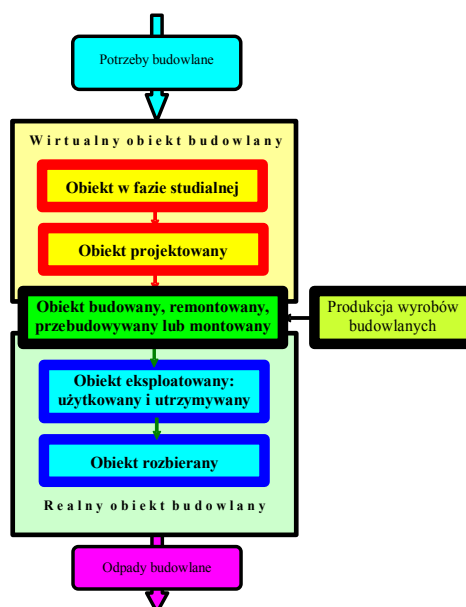 Potrzeby budowlane
Wirtualny obiekt budowlany
Obiekt w fazie studialnej
Obiekt projektowany
Obiekt budowany, remontowany,
przebudowywany lub montowany
Produkcja wyrobów
budowlanych
Obiekt eksploatowany:
użytkowany i utrzymywany
Obiekt rozbierany
Realny obiekt budowlany
Odpady budowlane